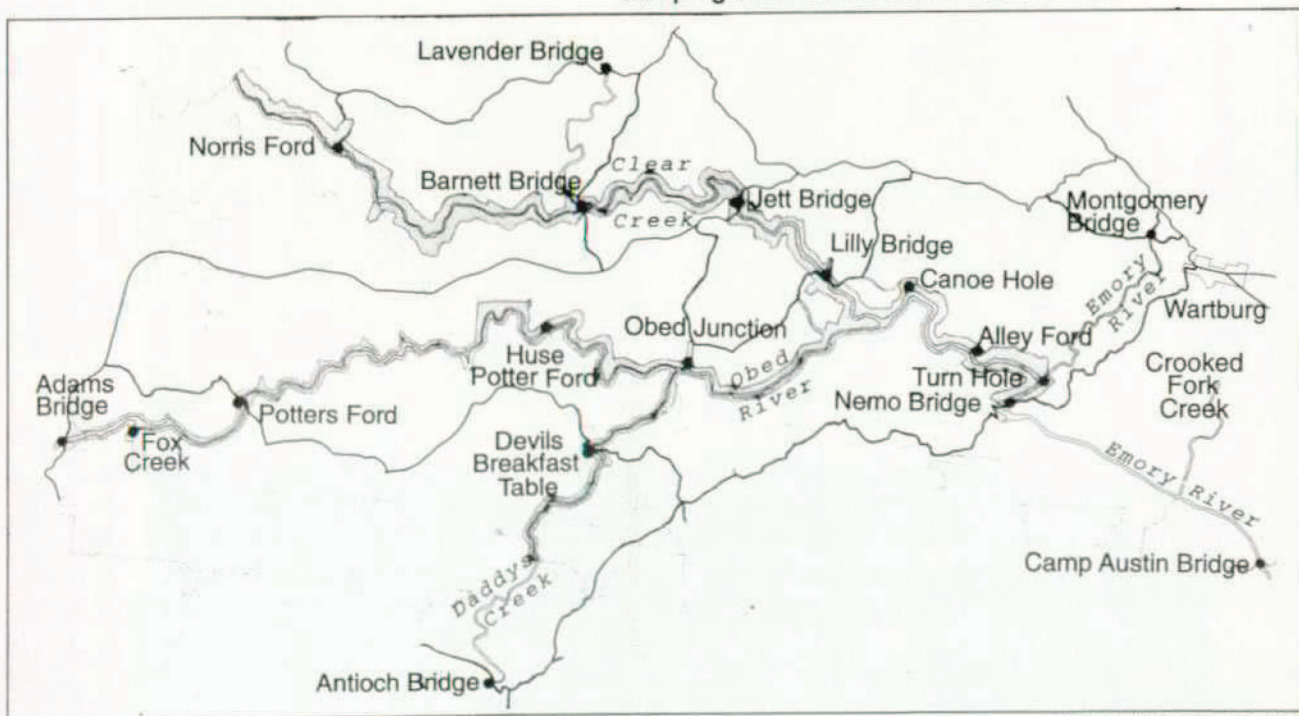 Lavender Bridge
Norris Ford
Barnett Bridge
Clear
Creek
Jett Bridge
Montgomery
Bridge
Lilly Bridge
Canoe Hole
Emory
River
Wartburg
Obed Junction
Alley Ford
Huse
Potter Ford
Obed
River
Turn Hole
Crooked
Fork
Creek
Adams
Bridge
Potters Ford
Nemo Bridge
Fox
Creek
Devils
Breakfast
Table
Emory River
Daddys
Creek
Camp Austin Bridge
Antioch Bridge